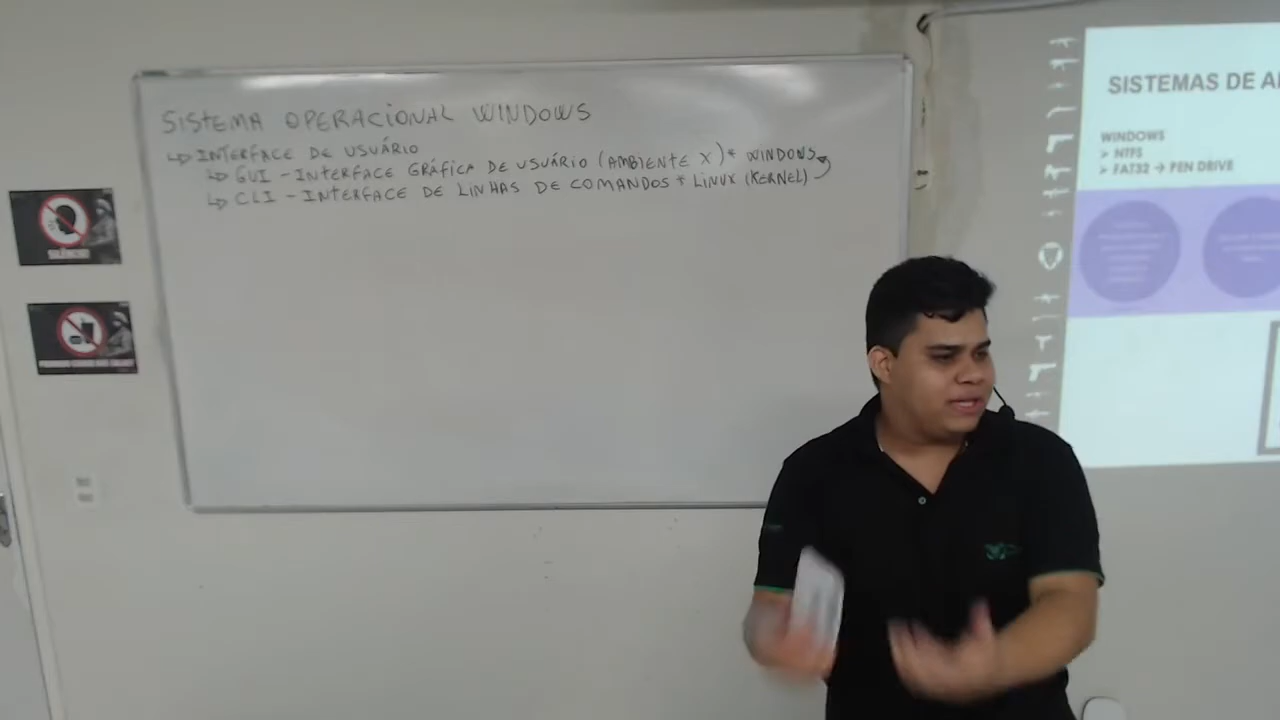 SISTEMA OPERACIONAL WINDOWS
↳ INTERFACE DE USUÁRIO
↳ GUI - INTERFACE GRÁFICA DE USUÁRIO (AMBIENTE X) * WINDOWS
↳ CLI - INTERFACE DE LINHAS DE COMANDOS * LINUX (KERNEL)
SILÊNCIO
SISTEMAS DE A
WINDOWS
➢ NTFS
➢ FAT32 → PEN DRIVE